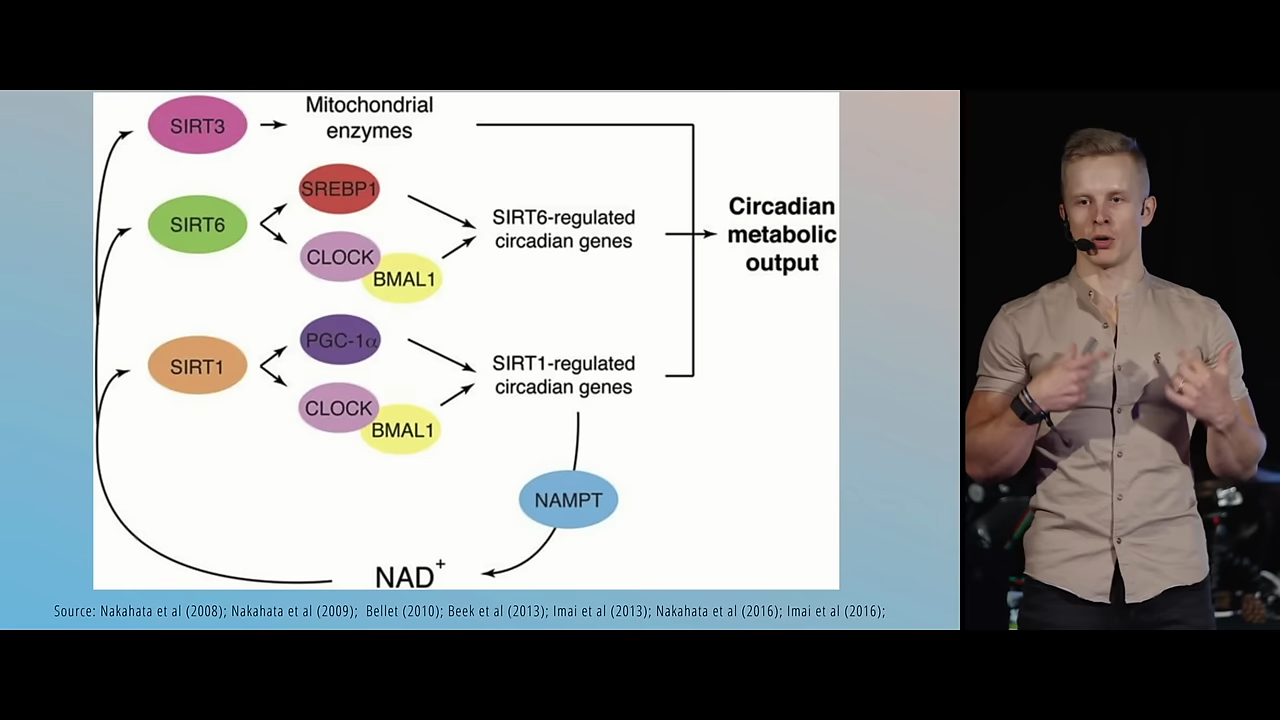 SIRT3
Mitochondrial
enzymes
SREBP1
SIRT6
SIRT6-regulated
circadian genes
CLOCK
BMAL1
Circadian
metabolic
output
PGC-1α
SIRT1
SIRT1-regulated
circadian genes
CLOCK
BMAL1
NAMPT
NAD+
Source: Nakahata et al (2008); Nakahata et al (2009);  Bellet (2010); Beek et al (2013); Imai et al (2013); Nakahata et al (2016); Imai et al (2016);